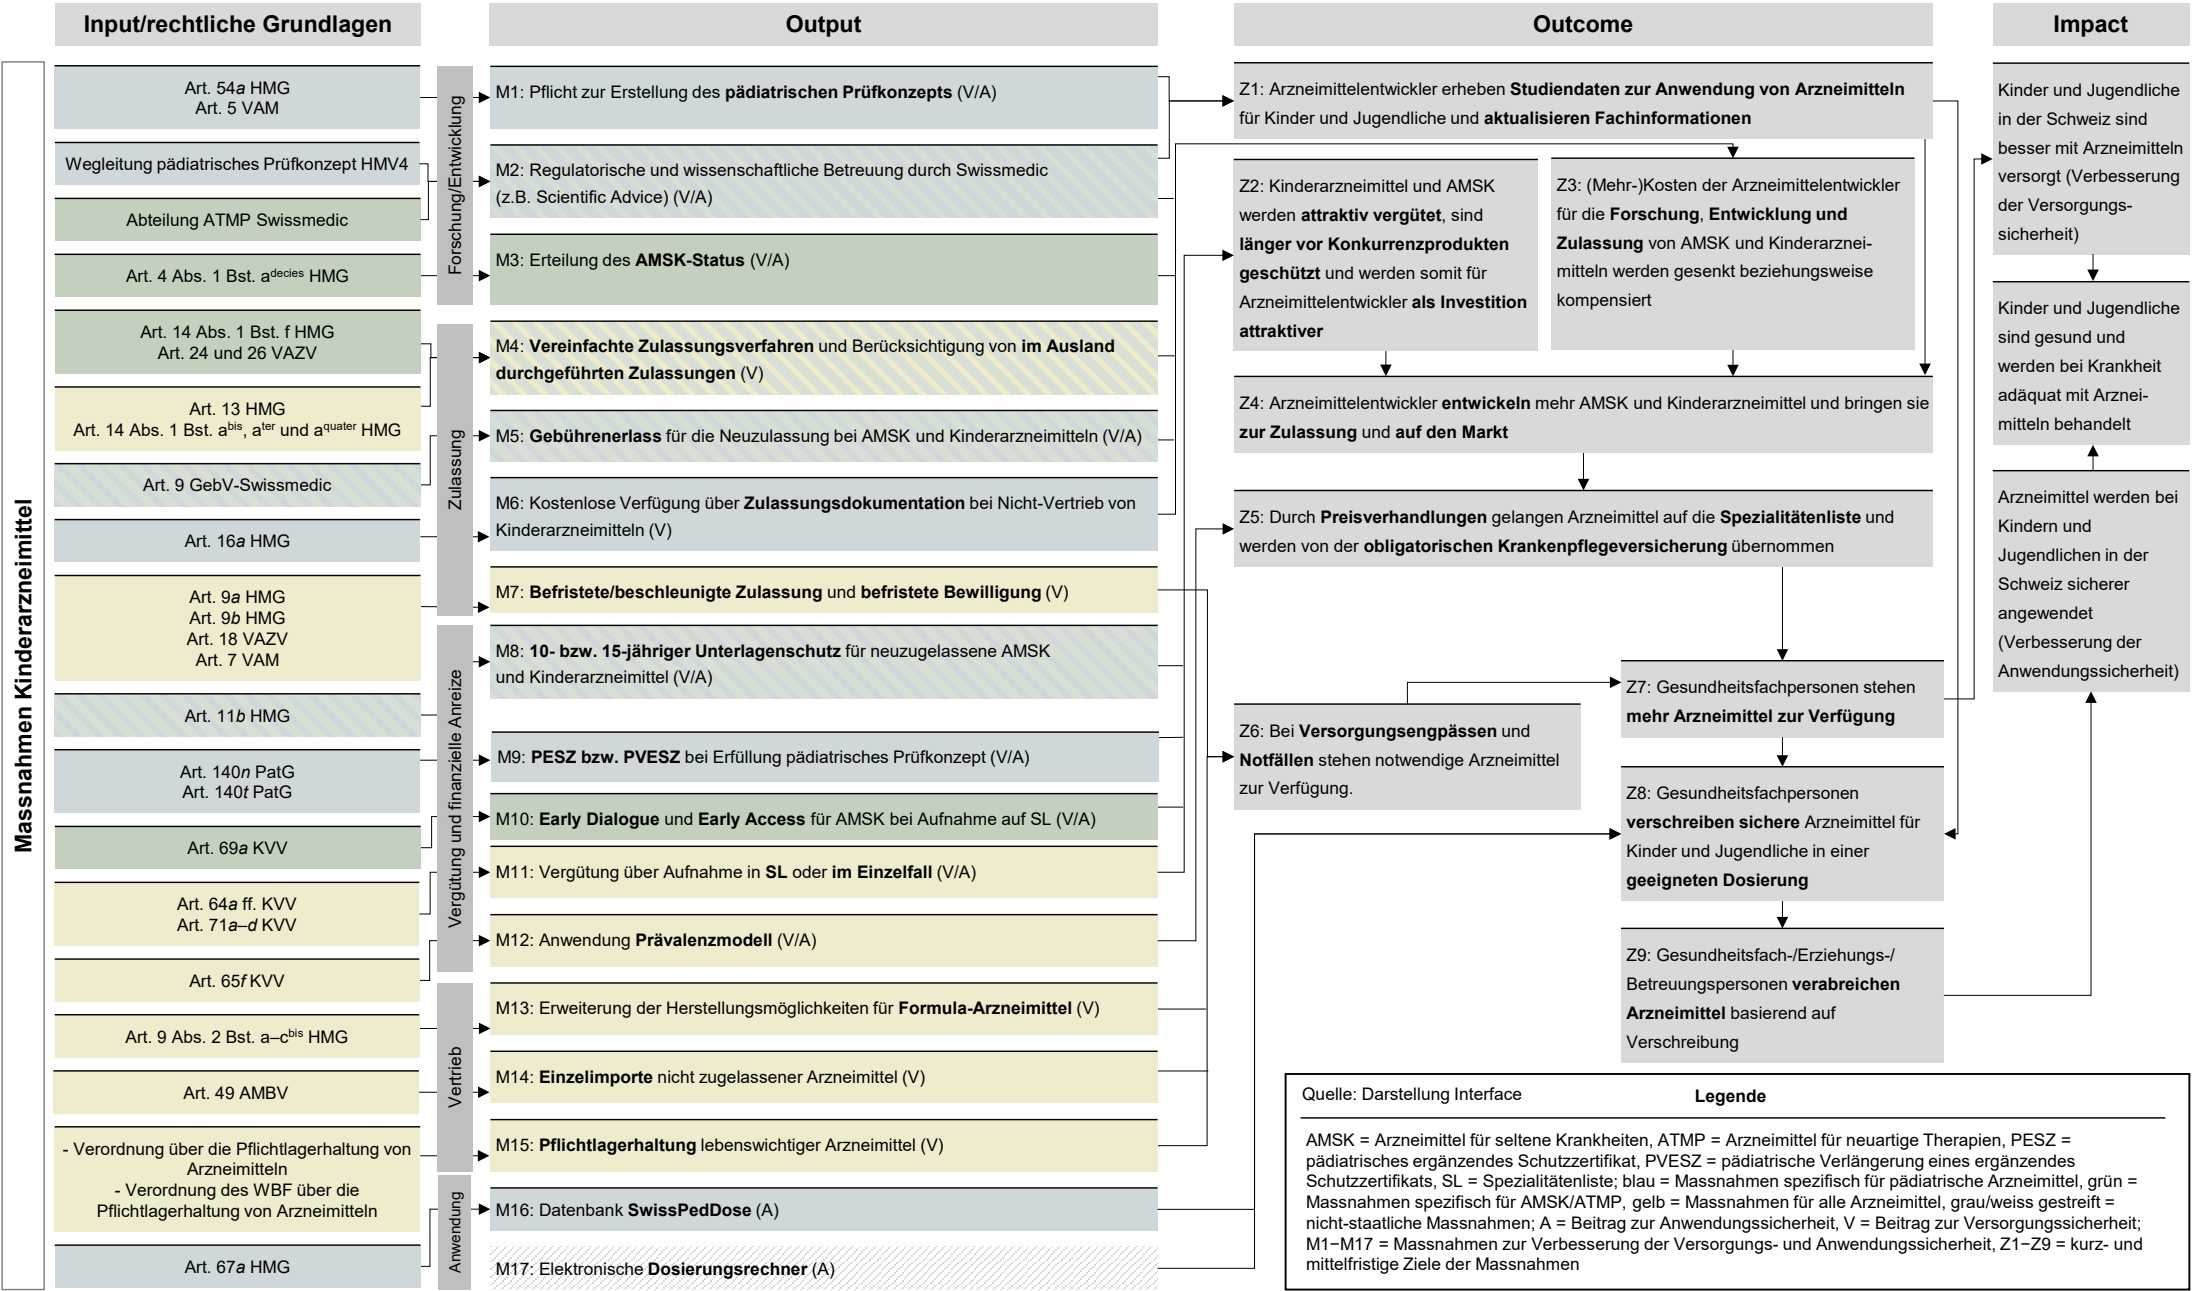 Input/rechtliche Grundlagen
Output
Outcome
Impact
Massnahmen Kinderarzneimittel
Art. 54a HMG
Art. 5 VAM
Wegleitung pädiatrisches Prüfkonzept HMV4
Abteilung ATMP Swissmedic
Art. 4 Abs. 1 Bst. a^decies HMG
Art. 14 Abs. 1 Bst. f HMG
Art. 24 und 26 VAZV
Art. 13 HMG
Art. 14 Abs. 1 Bst. a^bis, a^ter und a^quater HMG
Art. 9 GebV-Swissmedic
Art. 16a HMG
Art. 9a HMG
Art. 9b HMG
Art. 18 VAZV
Art. 7 VAM
Art. 11b HMG
Art. 140n PatG
Art. 140t PatG
Art. 69a KVV
Art. 64a ff. KVV
Art. 71a–d KVV
Art. 65f KVV
Art. 9 Abs. 2 Bst. a–c^bis HMG
Art. 49 AMBV
- Verordnung über die Pflichtlagerhaltung von
Arzneimitteln
- Verordnung des WBF über die
Pflichtlagerhaltung von Arzneimitteln
Art. 67a HMG
Forschung/Entwicklung
Zulassung
Vergütung und finanzielle Anreize
Vertrieb
Anwendung
M1: Pflicht zur Erstellung des pädiatrischen Prüfkonzepts (V/A)
M2: Regulatorische und wissenschaftliche Betreuung durch Swissmedic
(z.B. Scientific Advice) (V/A)
M3: Erteilung des AMSK-Status (V/A)
M4: Vereinfachte Zulassungsverfahren und Berücksichtigung von im Ausland
durchgeführten Zulassungen (V)
M5: Gebührenerlass für die Neuzulassung bei AMSK und Kinderarzneimitteln (V/A)
M6: Kostenlose Verfügung über Zulassungsdokumentation bei Nicht-Vertrieb von
Kinderarzneimitteln (V)
M7: Befristete/beschleunigte Zulassung und befristete Bewilligung (V)
M8: 10- bzw. 15-jähriger Unterlagenschutz für neuzugelassene AMSK
und Kinderarzneimittel (V/A)
M9: PESZ bzw. PVESZ bei Erfüllung pädiatrisches Prüfkonzept (V/A)
M10: Early Dialogue und Early Access für AMSK bei Aufnahme auf SL (V/A)
M11: Vergütung über Aufnahme in SL oder im Einzelfall (V/A)
M12: Anwendung Prävalenzmodell (V/A)
M13: Erweiterung der Herstellungsmöglichkeiten für Formula-Arzneimittel (V)
M14: Einzelimporte nicht zugelassener Arzneimittel (V)
M15: Pflichtlagerhaltung lebenswichtiger Arzneimittel (V)
M16: Datenbank SwissPedDose (A)
M17: Elektronische Dosierungsrechner (A)
Z1: Arzneimittelentwickler erheben Studiendaten zur Anwendung von Arzneimitteln
für Kinder und Jugendliche und aktualisieren Fachinformationen
Z2: Kinderarzneimittel und AMSK
werden attraktiv vergütet, sind
länger vor Konkurrenzprodukten
geschützt und werden somit für
Arzneimittelentwickler als Investition
attraktiver
Z3: (Mehr-)Kosten der Arzneimittelentwickler
für die Forschung, Entwicklung und
Zulassung von AMSK und Kinderarznei-
mitteln werden gesenkt beziehungsweise
kompensiert
Z4: Arzneimittelentwickler entwickeln mehr AMSK und Kinderarzneimittel und bringen sie
zur Zulassung und auf den Markt
Z5: Durch Preisverhandlungen gelangen Arzneimittel auf die Spezialitätenliste und
werden von der obligatorischen Krankenpflegeversicherung übernommen
Z6: Bei Versorgungsengpässen und
Notfällen stehen notwendige Arzneimittel
zur Verfügung.
Z7: Gesundheitsfachpersonen stehen
mehr Arzneimittel zur Verfügung
Z8: Gesundheitsfachpersonen
verschreiben sichere Arzneimittel für
Kinder und Jugendliche in einer
geeigneten Dosierung
Z9: Gesundheitsfach-/Erziehungs-/
Betreuungspersonen verabreichen
Arzneimittel basierend auf
Verschreibung
Kinder und Jugendliche
in der Schweiz sind
besser mit Arzneimitteln
versorgt (Verbesserung
der Versorgungs-
sicherheit)
Kinder und Jugendliche
sind gesund und
werden bei Krankheit
adäquat mit Arznei-
mitteln behandelt
Arzneimittel werden bei
Kindern und
Jugendlichen in der
Schweiz sicherer
angewendet
(Verbesserung der
Anwendungssicherheit)
Quelle: Darstellung Interface
Legende
AMSK = Arzneimittel für seltene Krankheiten, ATMP = Arzneimittel für neuartige Therapien, PESZ =
pädiatrisches ergänzendes Schutzzertifikat, PVESZ = pädiatrische Verlängerung eines ergänzendes
Schutzzertifikats, SL = Spezialitätenliste; blau = Massnahmen spezifisch für pädiatrische Arzneimittel, grün =
Massnahmen spezifisch für AMSK/ATMP, gelb = Massnahmen für alle Arzneimittel, grau/weiss gestreift =
nicht-staatliche Massnahmen; A = Beitrag zur Anwendungssicherheit, V = Beitrag zur Versorgungssicherheit;
M1−M17 = Massnahmen zur Verbesserung der Versorgungs- und Anwendungssicherheit, Z1−Z9 = kurz- und
mittelfristige Ziele der Massnahmen